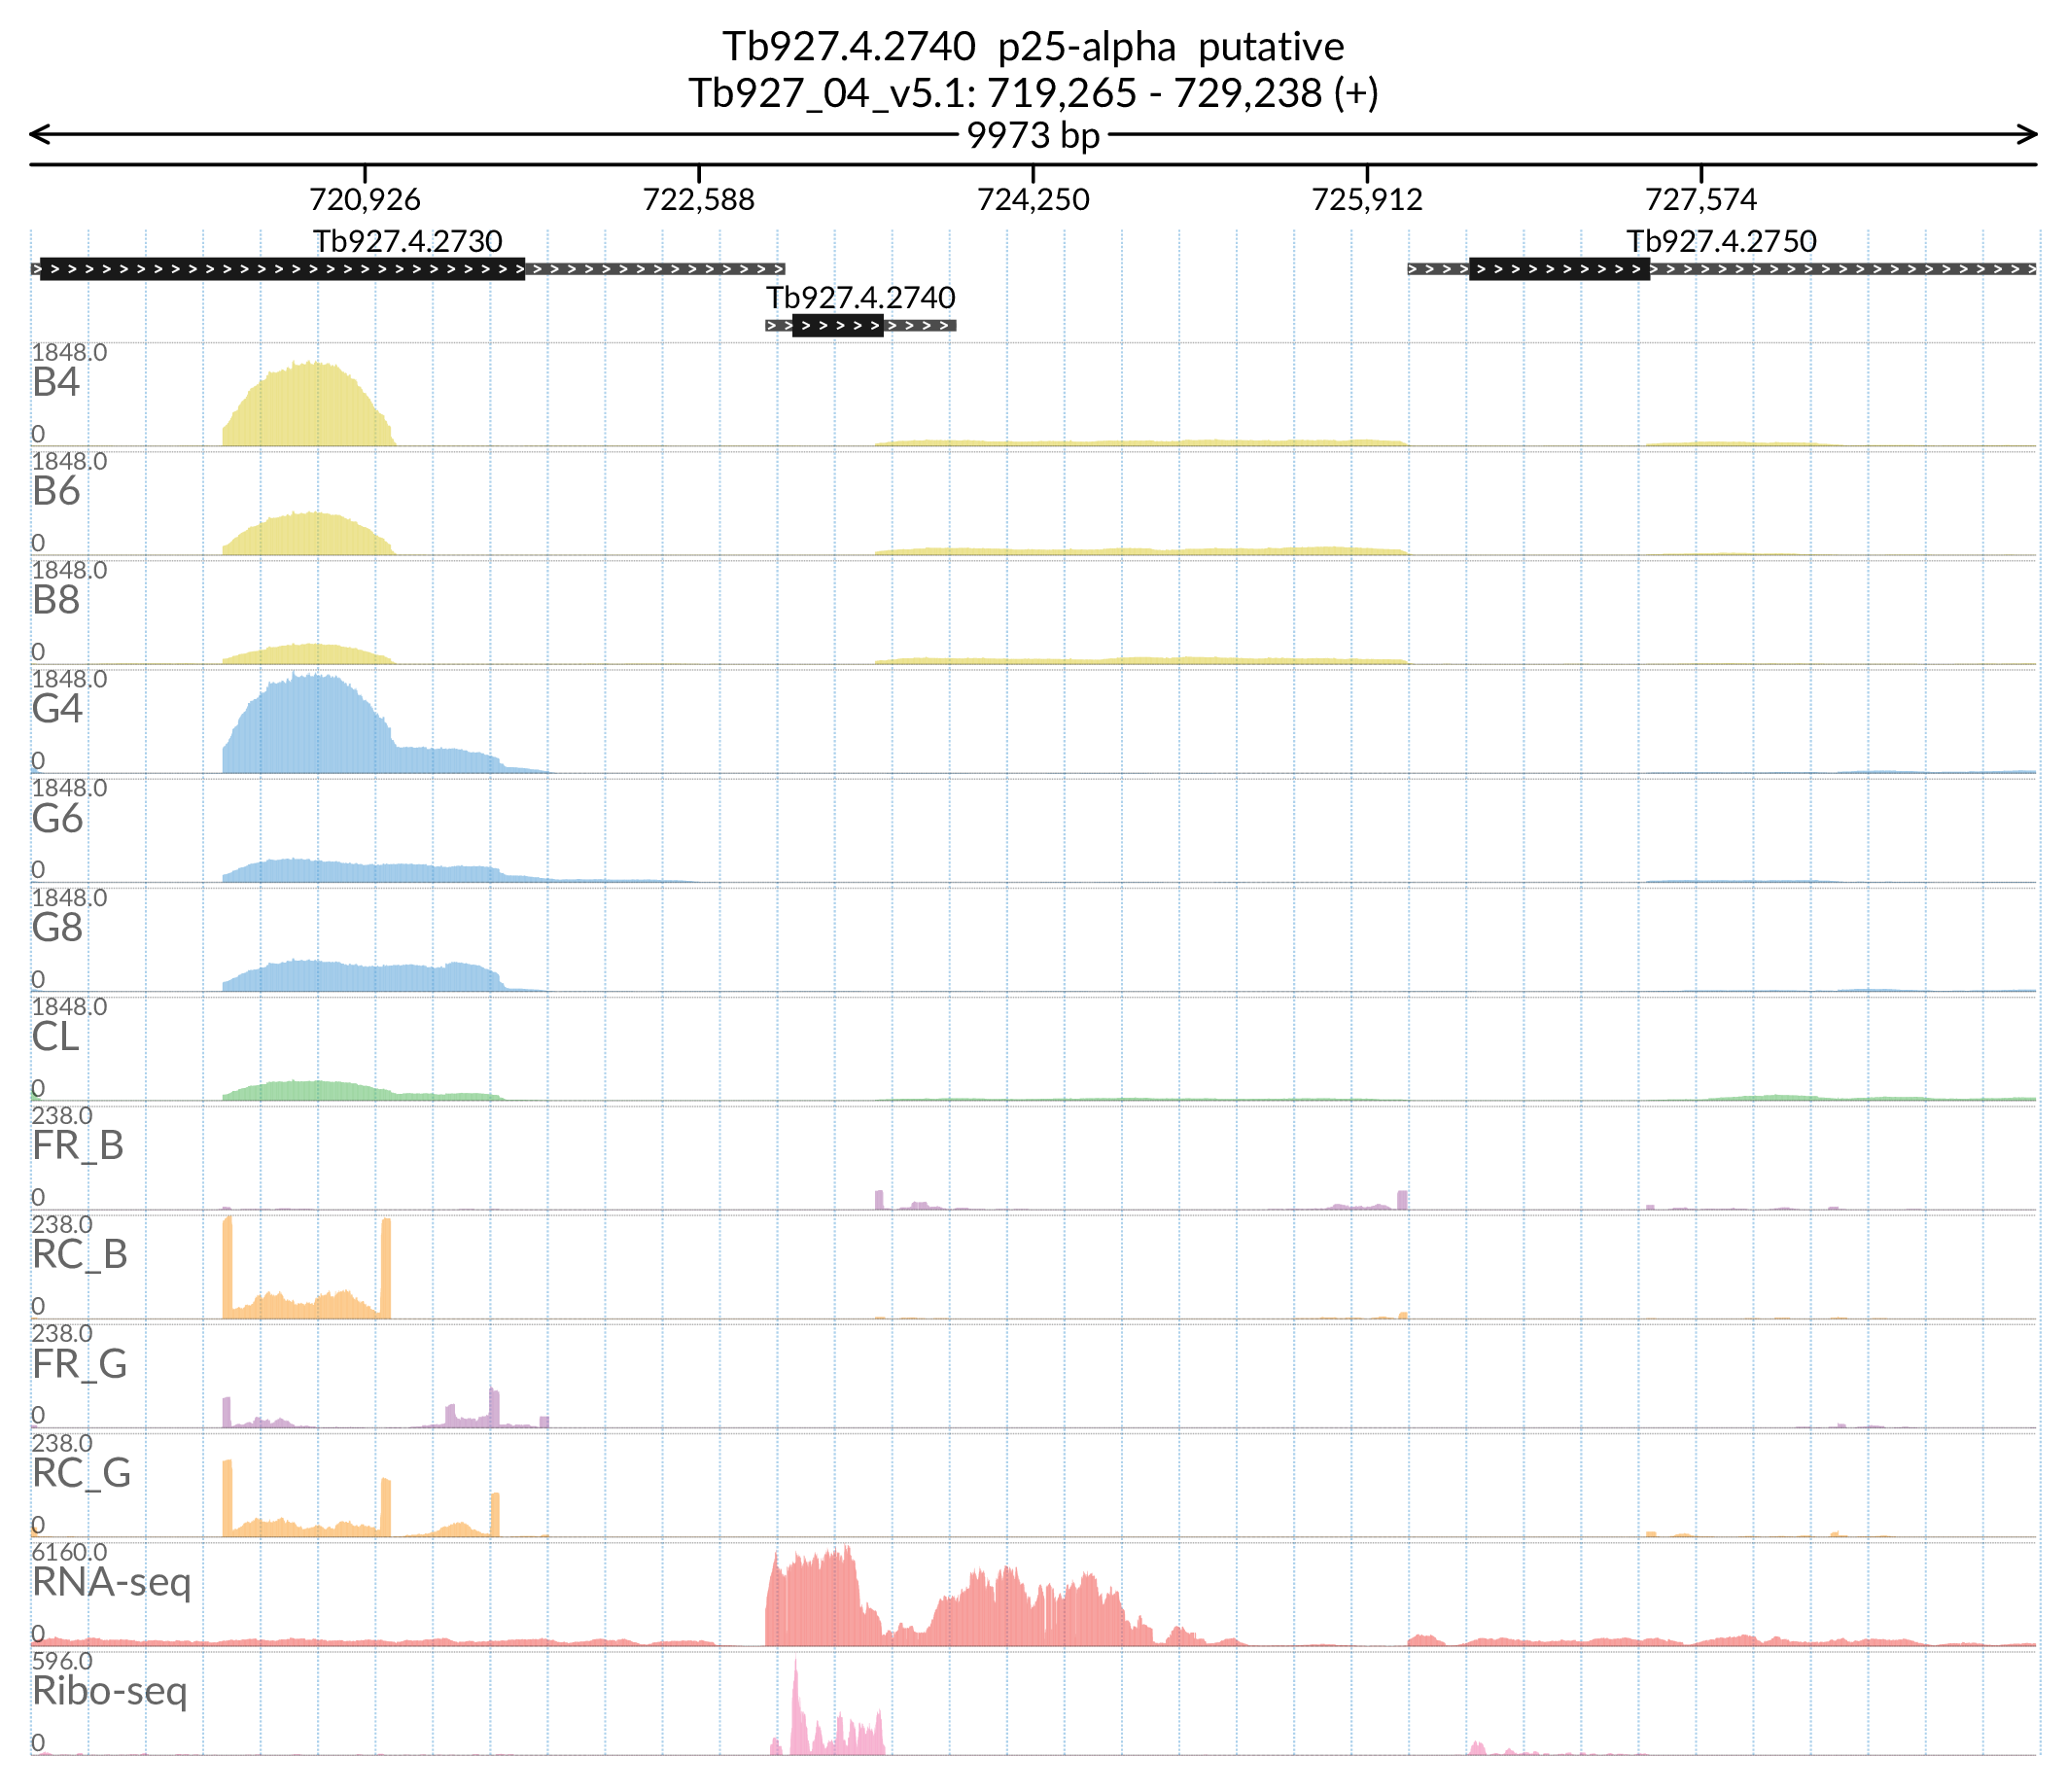 Tb927.4.2740 p25-alpha putative
Tb927_04_v5.1: 719,265 - 729,238 (+)
9973 bp
720,926 722,588 724,250 725,912 727,574
Tb927.4.2730 Tb927.4.2750
Tb927.4.2740
1848.0
B4
0
1848.0
B6
0
1848.0
B8
0
1848.0
G4
0
1848.0
G6
0
1848.0
G8
0
1848.0
CL
0
238.0
FR_B
0
238.0
RC_B
0
238.0
FR_G
0
238.0
RC_G
0
6160.0
RNA-seq
0
596.0
Ribo-seq
0